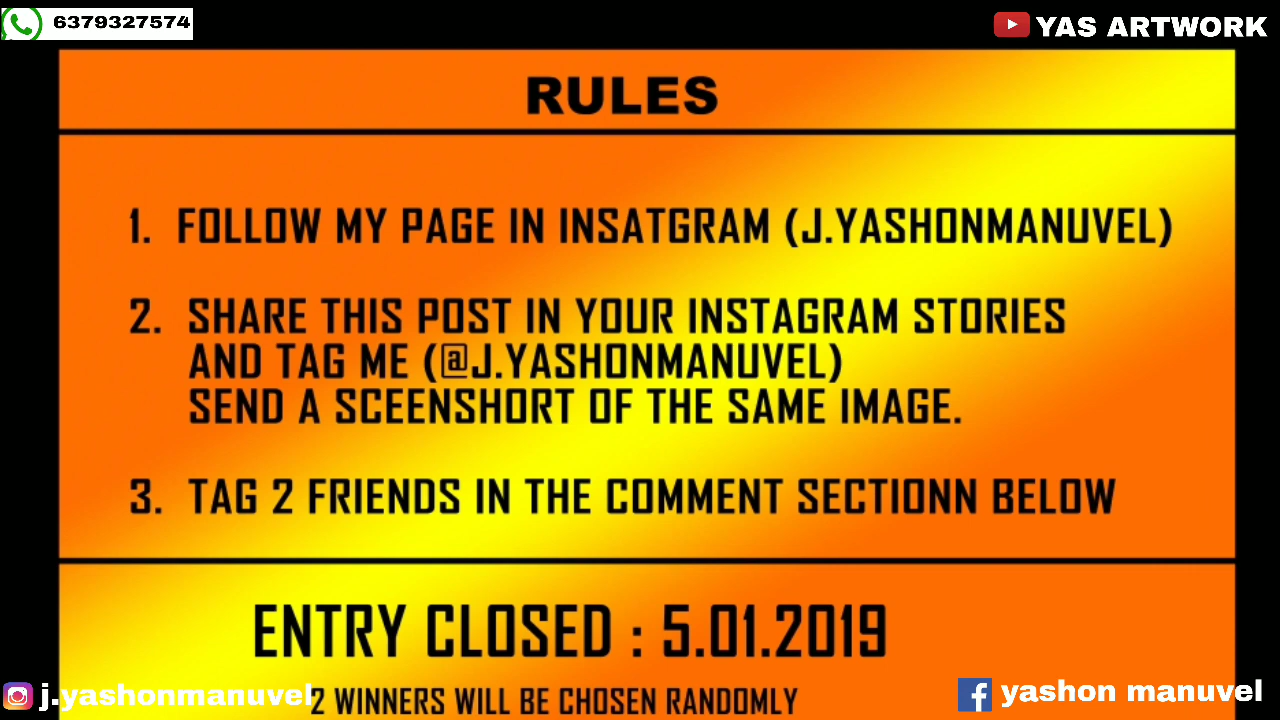 6379327574
YAS ARTWORK
RULES
1. FOLLOW MY PAGE IN INSATGRAM (J.YASHONMANUVEL)
2. SHARE THIS POST IN YOUR INSTAGRAM STORIES
AND TAG ME (@J.YASHONMANUVEL)
SEND A SCEENSHORT OF THE SAME IMAGE.
3. TAG 2 FRIENDS IN THE COMMENT SECTIONN BELOW
ENTRY CLOSED : 5.01.2019
2 WINNERS WILL BE CHOSEN RANDOMLY
j.yashonmanuvel
yashon manuvel